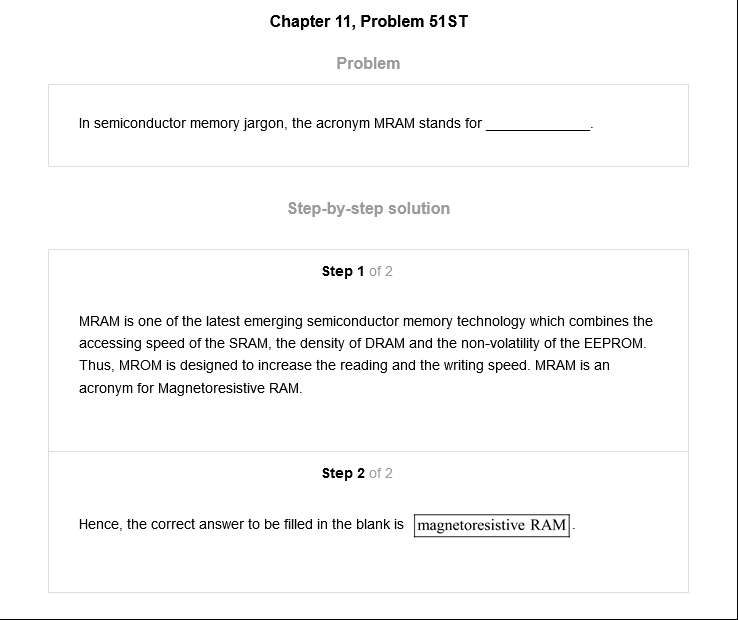 Chapter 11, Problem 51ST
Problem
In semiconductor memory jargon, the acronym MRAM stands for ______________.
Step-by-step solution
Step 1 of 2
MRAM is one of the latest emerging semiconductor memory technology which combines the
accessing speed of the SRAM, the density of DRAM and the non-volatility of the EEPROM.
Thus, MROM is designed to increase the reading and the writing speed. MRAM is an
acronym for Magnetoresistive RAM.
Step 2 of 2
Hence, the correct answer to be filled in the blank is magnetoresistive RAM.